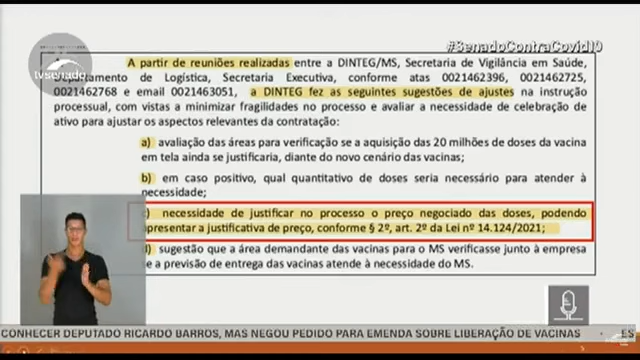 #SenadoContraCovid19
tvsenado
A partir de reuniões realizadas entre a DINTEG/MS, Secretaria de Vigilância em Saúde,
Departamento de Logística, Secretaria Executiva, conforme atas 0021462396, 0021462725,
0021462768 e email 0021463051, a DINTEG fez as seguintes sugestões de ajustes na instrução
processual, com vistas a minimizar fragilidades no processo e avaliar a necessidade de celebração de
ativo para ajustar os aspectos relevantes da contratação:
a) avaliação das áreas para verificação se a aquisição das 20 milhões de doses da vacina
em tela ainda se justificaria, diante do novo cenário das vacinas;
b) em caso positivo, qual quantitativo de doses seria necessário para atender à
necessidade;
c) necessidade de justificar no processo o preço negociado das doses, podendo
apresentar a justificativa de preço, conforme § 2º, art. 2º da Lei nº 14.124/2021;
d) sugestão que a área demandante das vacinas para o MS verificasse junto à empresa
se a previsão de entrega das vacinas atende à necessidade do MS.
CONHECER DEPUTADO RICARDO BARROS, MAS NEGOU PEDIDO PARA EMENDA SOBRE LIBERAÇÃO DE VACINAS • ES